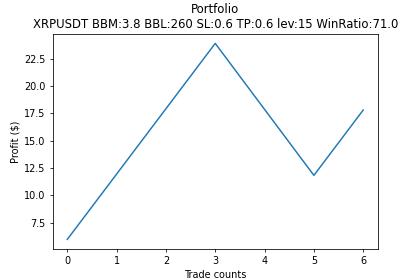 Portfolio
XRPUSDT BBM:3.8 BBL:260 SL:0.6 TP:0.6 lev:15 WinRatio:71.0
Profit ($)
22.5
20.0
17.5
15.0
12.5
10.0
7.5
0 1 2 3 4 5 6
Trade counts